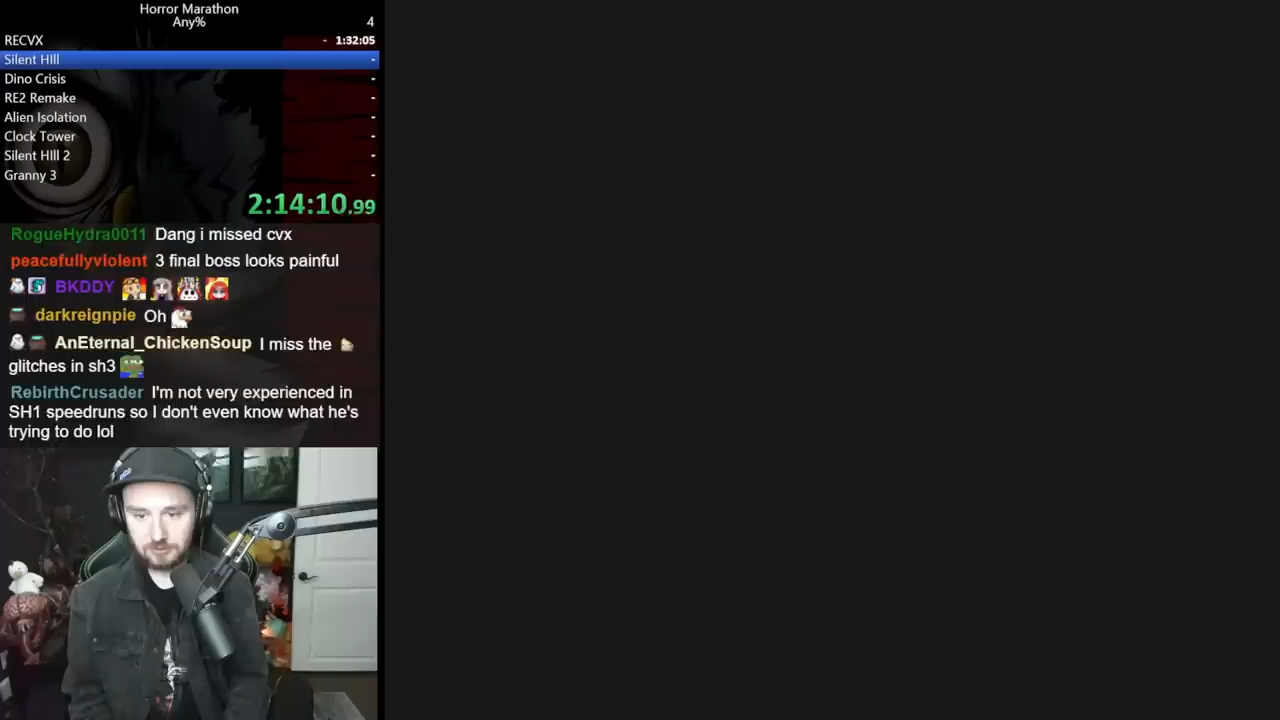 Horror Marathon
Any%
4
RECVX - 1:32:05
Silent HIll -
Dino Crisis -
RE2 Remake -
Alien Isolation -
Clock Tower -
Silent HIll 2 -
Granny 3 -
2:14:10.99
RogueHydra0011 Dang i missed cvx
peacefullyviolent 3 final boss looks painful
BKDDY
darkreignpie Oh
AnEternal_ChickenSoup I miss the
glitches in sh3
RebirthCrusader I'm not very experienced in
SH1 speedruns so I don't even know what he's
trying to do lol